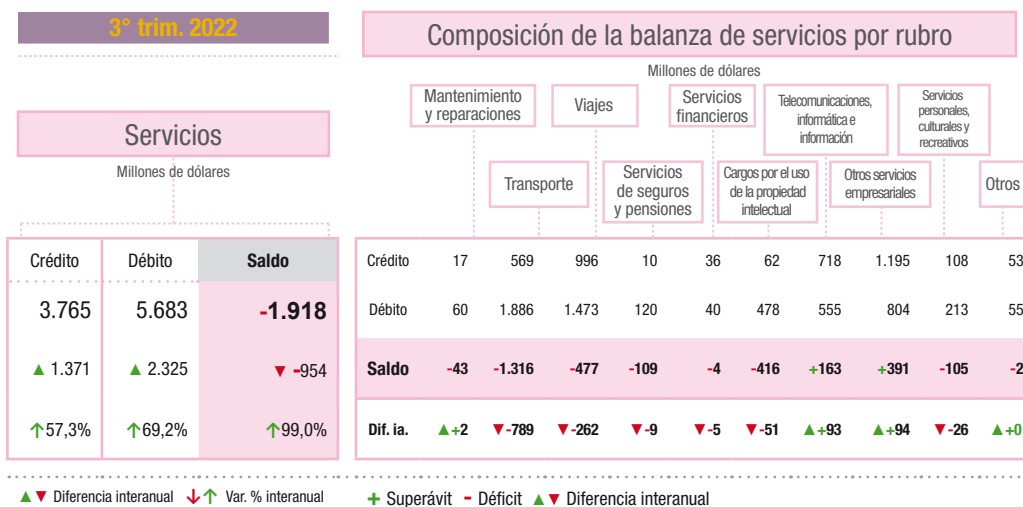 3° trim. 2022
Servicios
Millones de dólares
Crédito Débito Saldo
3.765 5.683 -1.918
▲ 1.371 ▲ 2.325 ▼ -954
↑57,3% ↑69,2% ↑99,0%
▲▼ Diferencia interanual ↓↑ Var. % interanual
Composición de la balanza de servicios por rubro
Millones de dólares
Mantenimiento
y reparaciones
Transporte
Viajes
Servicios
de seguros
y pensiones
Servicios
financieros
Cargos por el uso
de la propiedad
intelectual
Telecomunicaciones,
informática e
información
Otros servicios
empresariales
Servicios
personales,
culturales y
recreativos
Otros
Crédito 17 569 996 10 36 62 718 1.195 108 53
Débito 60 1.886 1.473 120 40 478 555 804 213 55
Saldo -43 -1.316 -477 -109 -4 -416 +163 +391 -105 -2
Dif. ia. ▲+2 ▼-789 ▼-262 ▼-9 ▼-5 ▼-51 ▲+93 ▲+94 ▼-26 ▲+0
+ Superávit - Déficit ▲▼ Diferencia interanual